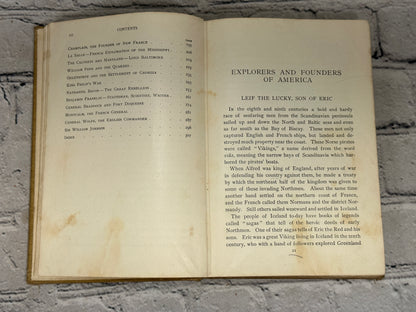 10 CONTENTS
PAGE
Champlain, the Founder of New France
La Salle—French Exploration of the Mississippi
The Calverts and Maryland—Lord Baltimore
William Penn and the Quakers
Oglethorpe and the Settlement of Georgia
King Philip's War
Nathaniel Bacon—The Great Rebellion
Benjamin Franklin—Statesman, Scientist, Writer
General Braddock and Fort Duquesne
Montcalm, the French General
General Wolfe, the English Commander
Sir William Johnson
Index
EXPLORERS AND FOUNDERS
OF AMERICA
LEIF THE LUCKY, SON OF ERIC
In the eighth and ninth centuries a bold and hardy
race of seafaring men from the Scandinavian peninsula
sailed up and down the North and Baltic seas and even
as far south as the Bay of Biscay. These men not only
captured English and French ships, but landed and de-
stroyed much property near the coast. These Norse pirates
were called "Vikings," a name derived from the word
wick, meaning the narrow bays of Scandinavia which har-
bored them.
When Alfred was king of England, after years of war
in defending his country against them, he made a treaty
by which the northeast half of the kingdom was given to
some of these invading Northmen. About the same time
another band settled on the northern coast of France,
and the French called them Normans and the district Nor-
mandy. Still others sailed westward and settled in Iceland.
The people of Iceland to-day have books of legends
called "sagas" that tell of the heroic deeds of early
Northmen. One of their sagas tells of Eric the Red and his
sons. Eric was a great Viking living in Iceland in the tenth
century, who with a band of followers explored Greenland